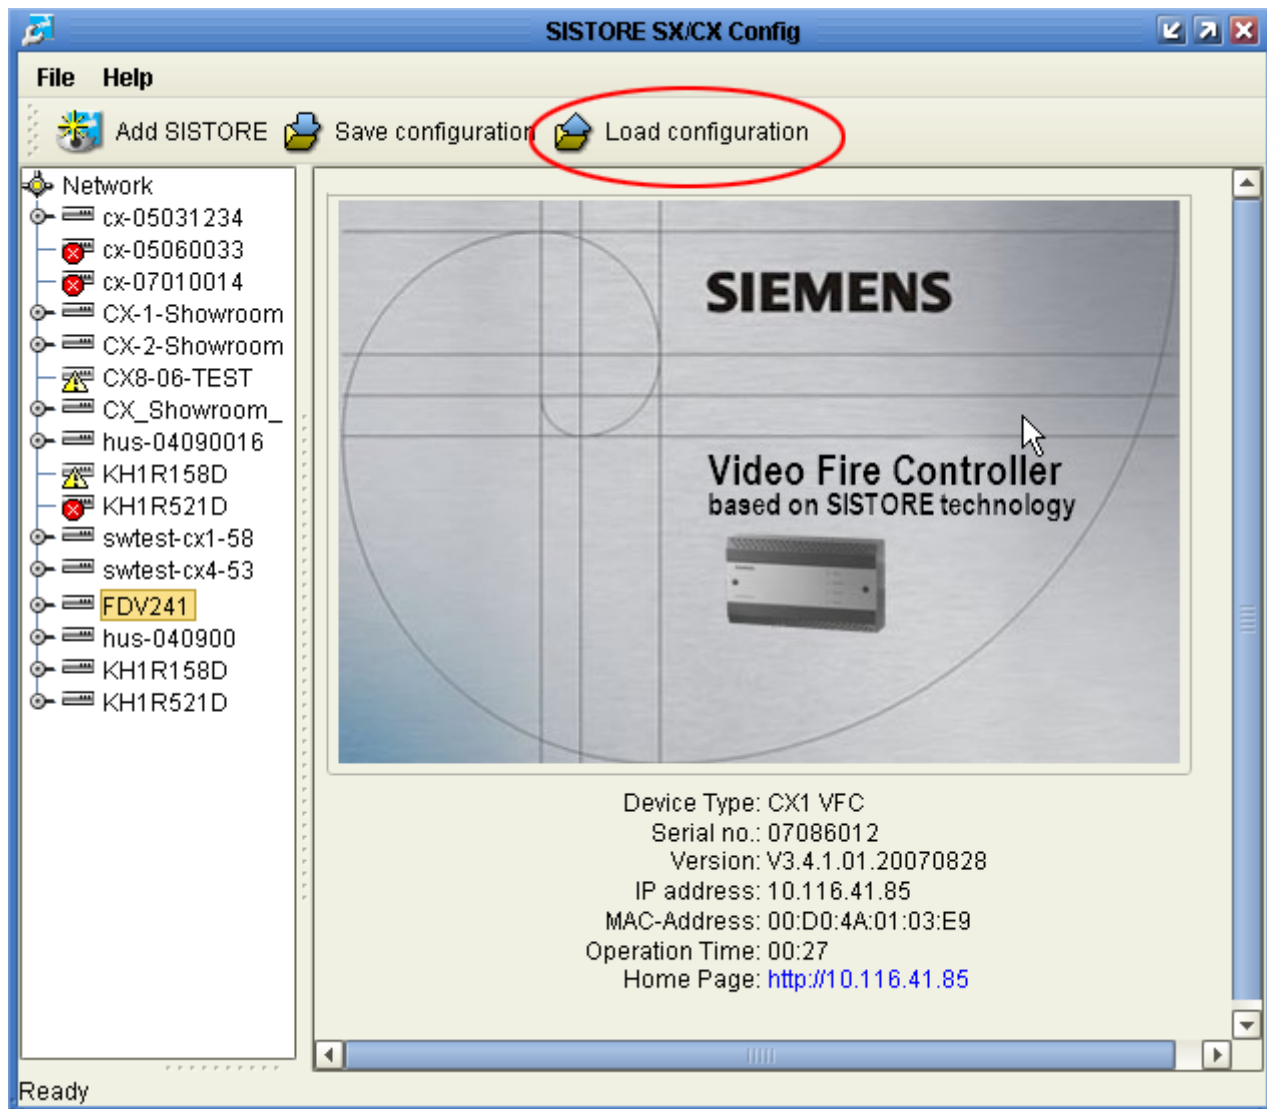 SISTORE SX/CX Config
File Help
Add SISTORE Save configuration Load configuration
Network
cx-05031234
cx-05060033
cx-07010014
CX-1-Showroom
CX-2-Showroom
CX8-06-TEST
CX_Showroom_
hus-04090016
KH1R158D
KH1R521D
swtest-cx1-58
swtest-cx4-53
FDV241
hus-040900
KH1R158D
KH1R521D
SIEMENS
Video Fire Controller
based on SISTORE technology
Device Type: CX1 VFC
Serial no.: 07086012
Version: V3.4.1.01.20070828
IP address: 10.116.41.85
MAC-Address: 00:D0:4A:01:03:E9
Operation Time: 00:27
Home Page: http://10.116.41.85
Ready